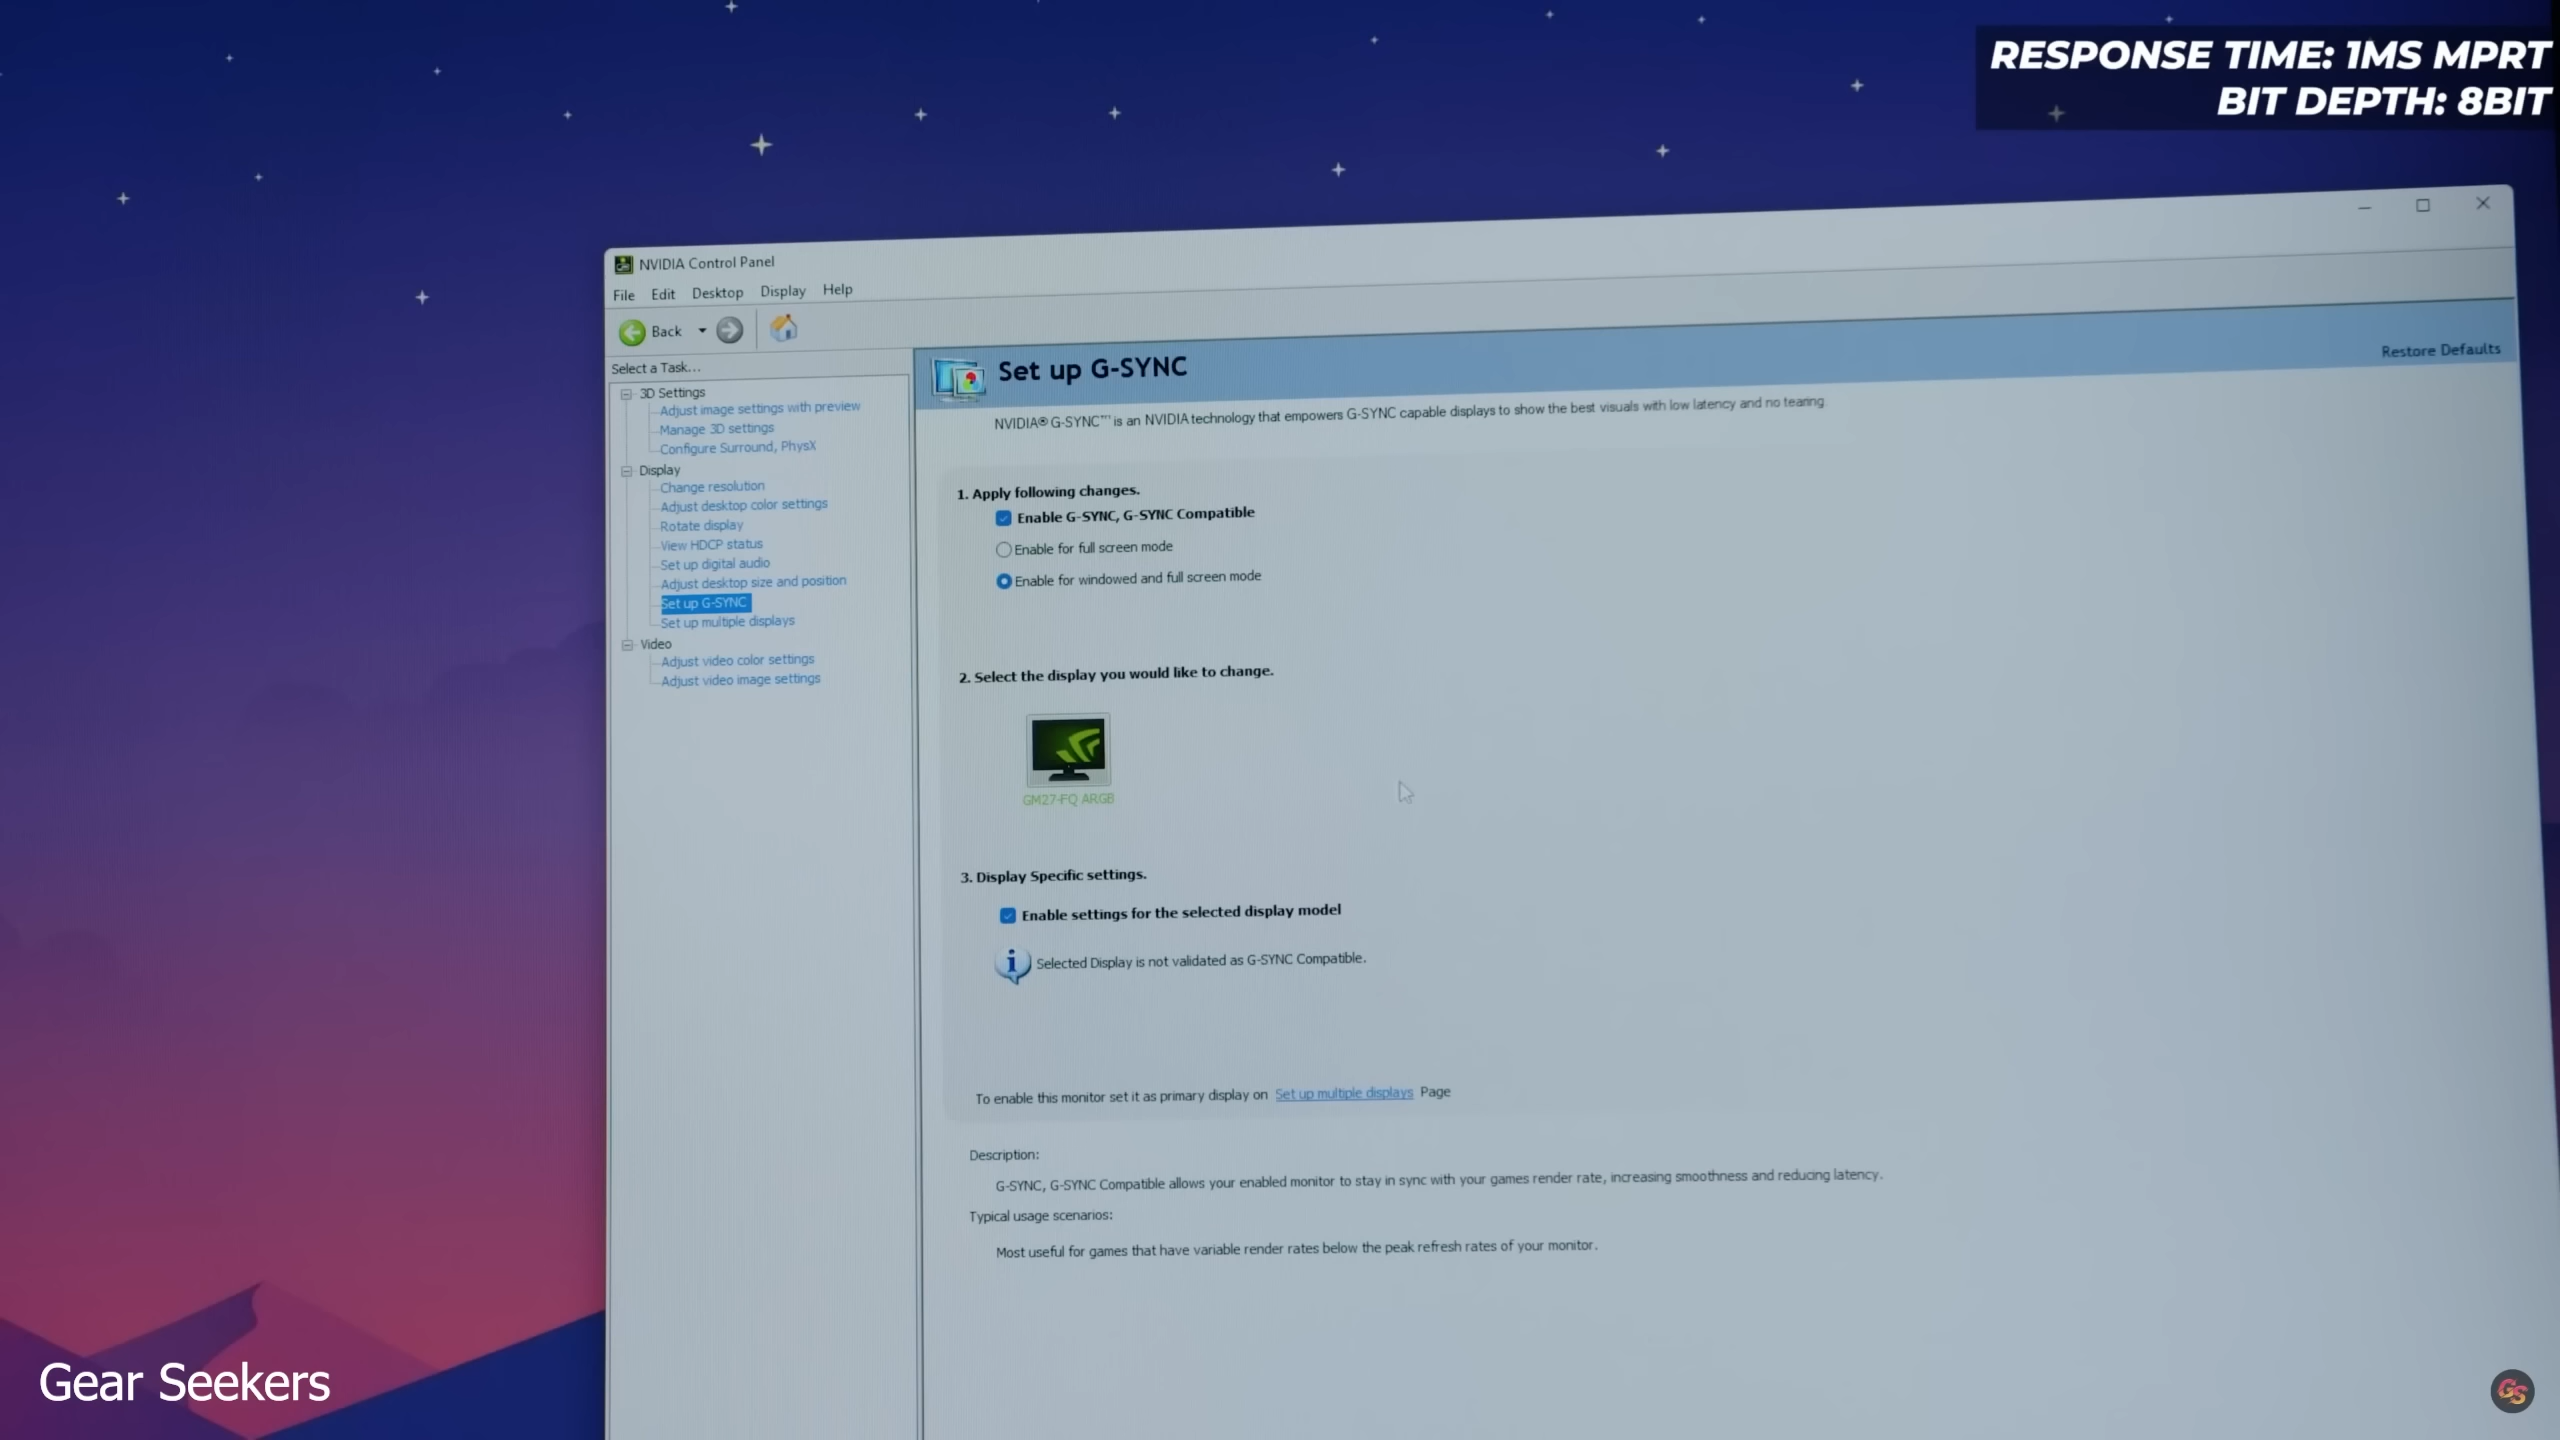 RESPONSE TIME: 1MS MPRT
BIT DEPTH: 8BIT
NVIDIA Control Panel
File Edit Desktop Display Help
Back
Select a Task...
3D Settings
Adjust image settings with preview
Manage 3D settings
Configure Surround, PhysX
Display
Change resolution
Adjust desktop color settings
Rotate display
View HDCP status
Set up digital audio
Adjust desktop size and position
Set up G-SYNC
Set up multiple displays
Video
Adjust video color settings
Adjust video image settings
Set up G-SYNC
Restore Defaults
NVIDIA® G-SYNC™ is an NVIDIA technology that empowers G-SYNC capable displays to show the best visuals with low latency and no tearing.
1. Apply following changes.
Enable G-SYNC, G-SYNC Compatible
Enable for full screen mode
Enable for windowed and full screen mode
2. Select the display you would like to change.
GM27-FQ ARGB
3. Display Specific settings.
Enable settings for the selected display model
Selected Display is not validated as G-SYNC Compatible.
To enable this monitor set it as primary display on Set up multiple displays Page
Description:
G-SYNC, G-SYNC Compatible allows your enabled monitor to stay in sync with your games render rate, increasing smoothness and reducing latency.
Typical usage scenarios:
Most useful for games that have variable render rates below the peak refresh rates of your monitor.
Gear Seekers
GS